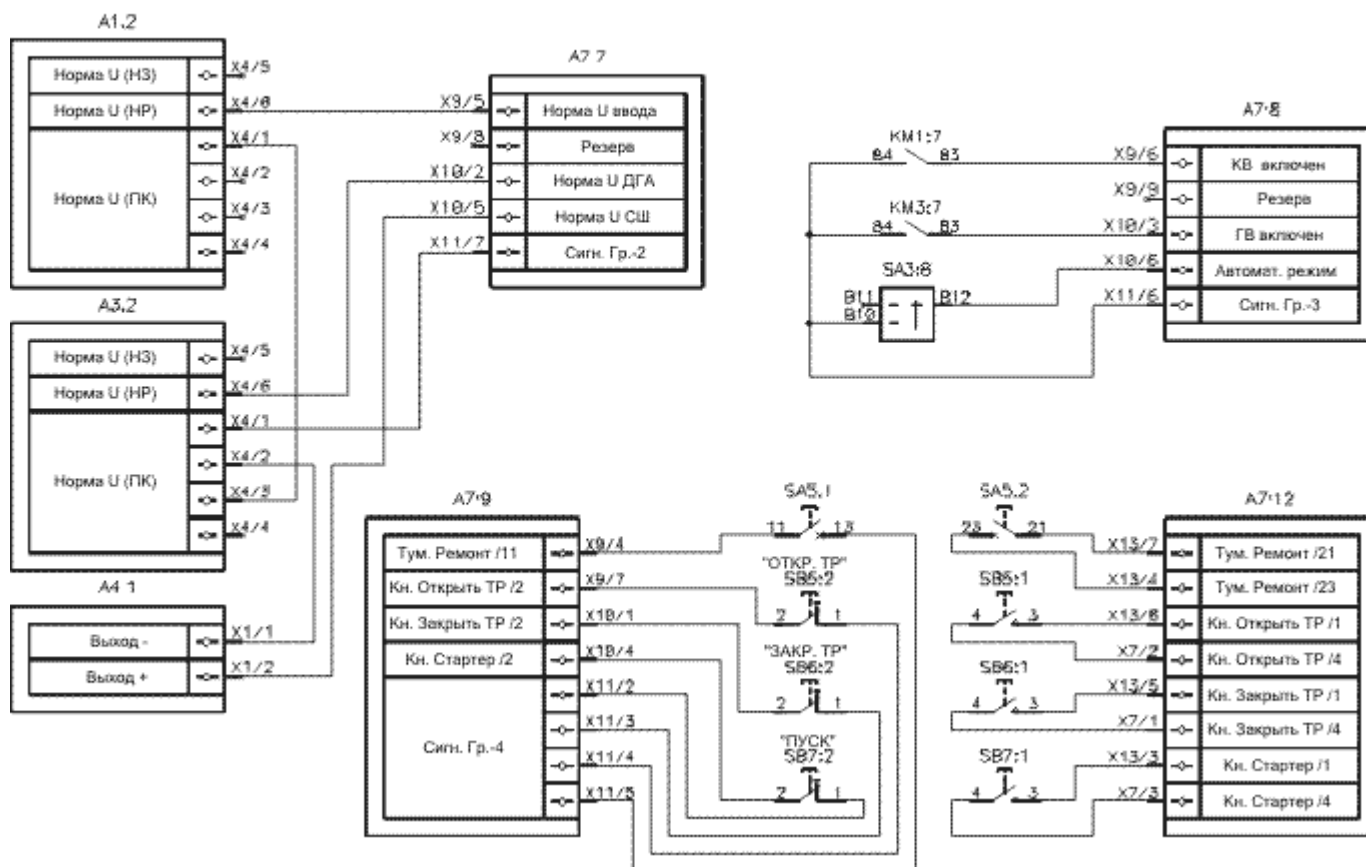 A1.2
Норма U (НЗ) X4/5
Норма U (НР) X4/6
Норма U (ПК) X4/1
X4/2
X4/3
X4/4
A3.2
Норма U (НЗ) X4/5
Норма U (НР) X4/6
Норма U (ПК) X4/1
X4/2
X4/3
X4/4
A4 1
Выход - X1/1
Выход + X1/2
A7 7
X9/5 Норма U ввода
X9/8 Резерв
X10/2 Норма U ДГА
X10/5 Норма U СШ
X11/7 Сигн. Гр.-2
A7:8
KM1:7
84 83 X9/6 КВ включен
X9/9 Резерв
KM3:7
84 83 X10/3 ГВ включен
SA3:8
X10/6 Автомат. режим
B11 B12
B10
X11/6 Сигн. Гр.-3
A7:9
Тум. Ремонт /11 X9/4
Кн. Открыть ТР /2 X9/7
Кн. Закрыть ТР /2 X10/1
Кн. Стартер /2 X10/4
Сигн. Гр.-4 X11/2
X11/3
X11/4
X11/5
SA5.1
11 13
"ОТКР. ТР"
SB5:2
2 1
"ЗАКР. ТР"
SB6:2
2 1
"ПУСК"
SB7:2
2 1
A7:12
SA5.2
23 21 X13/7 Тум. Ремонт /21
X13/4 Тум. Ремонт /23
SB5:1
4 3 X13/6 Кн. Открыть ТР /1
X7/2 Кн. Открыть ТР /4
SB6:1
4 3 X13/5 Кн. Закрыть ТР /1
X7/1 Кн. Закрыть ТР /4
SB7:1
4 3 X13/3 Кн. Стартер /1
X7/3 Кн. Стартер /4